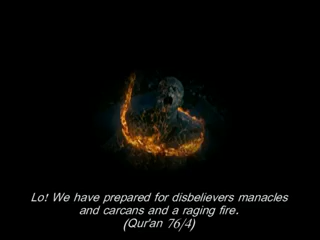 Lo! We have prepared for disbelievers manacles
and carcans and a raging fire.
(Qur'an 76/4)